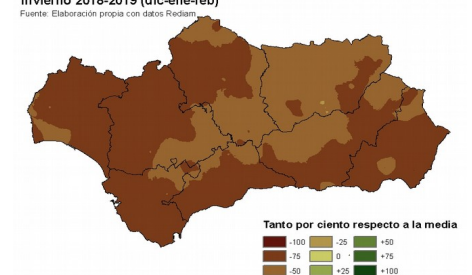 Invierno 2018-2019 (dic-ene-feb)
Fuente: Elaboración propia con datos Rediam
Tanto por ciento respecto a la media
-100 -25 +50
-75 0 +75
-50 +25 +100